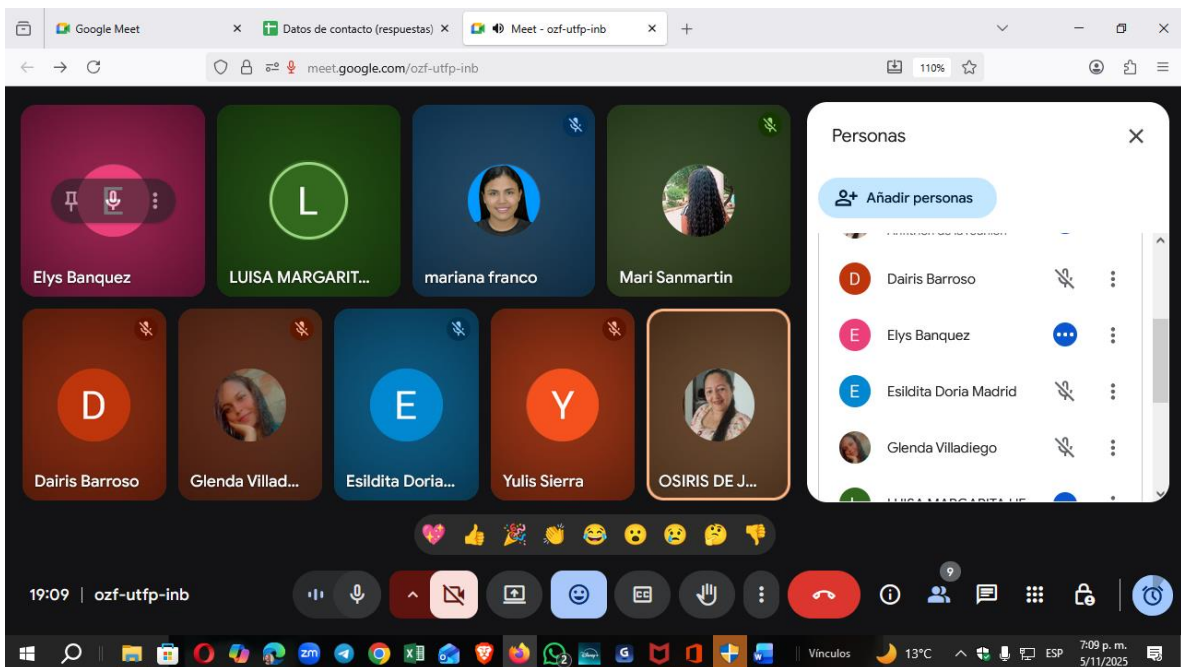 Google Meet
Datos de contacto (respuestas)
Meet - ozf-utfp-inb
meet.google.com/ozf-utfp-inb
110%
Elys Banquez
L
LUISA MARGARIT...
mariana franco
Mari Sanmartin
D
Dairis Barroso
Glenda Villad...
E
Esildita Doria...
Y
Yulis Sierra
OSIRIS DE J...
Personas
Añadir personas
D Dairis Barroso
E Elys Banquez
E Esildita Doria Madrid
Glenda Villadiego
19:09 | ozf-utfp-inb
CC
9
zm
2
G
Vínculos
13°C
ESP
7:09 p. m.
5/11/2025